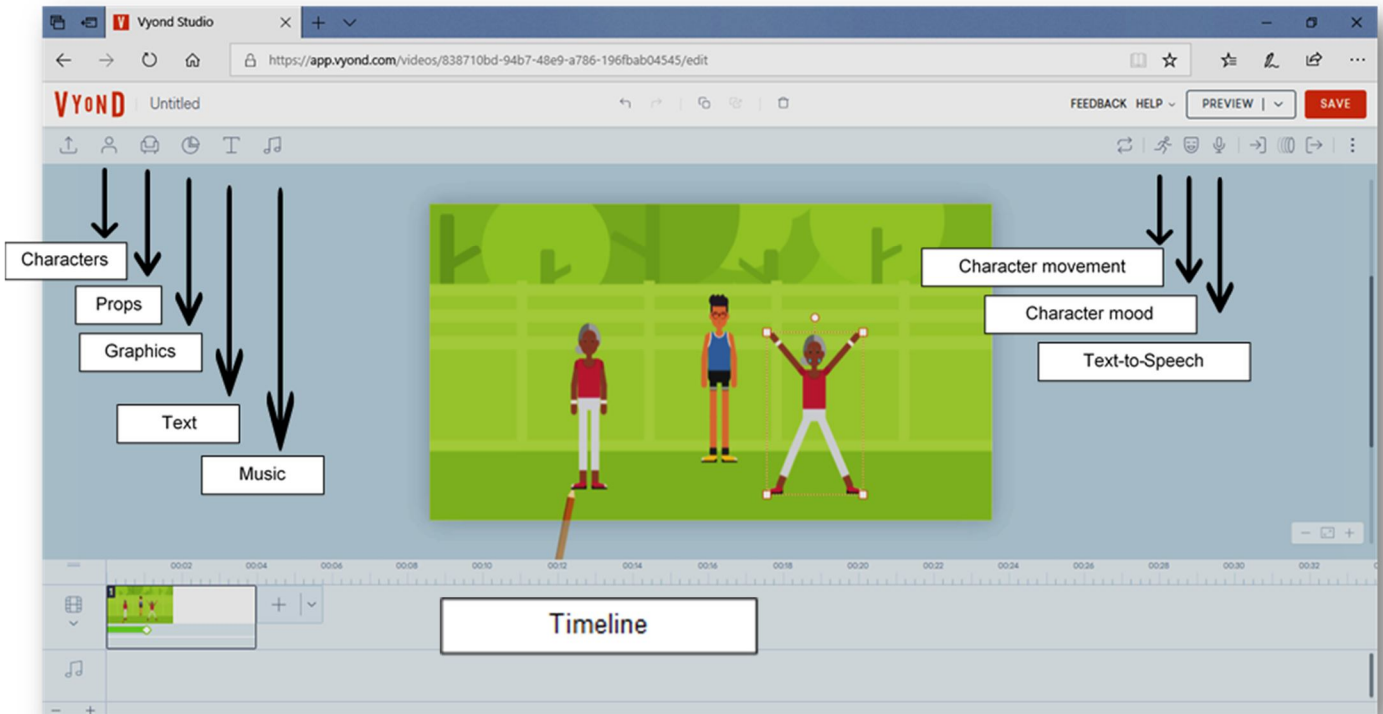 Vyond Studio
https://app.vyond.com/videos/838710bd-94b7-48e9-a786-196fbab04545/edit
VYOND Untitled FEEDBACK HELP PREVIEW SAVE
Characters
Props
Graphics
Text
Music
Character movement
Character mood
Text-to-Speech
00:02 00:04 00:06 00:08 00:10 00:12 00:14 00:16 00:18 00:20 00:22 00:24 00:26 00:28 00:30 00:32
1
Timeline